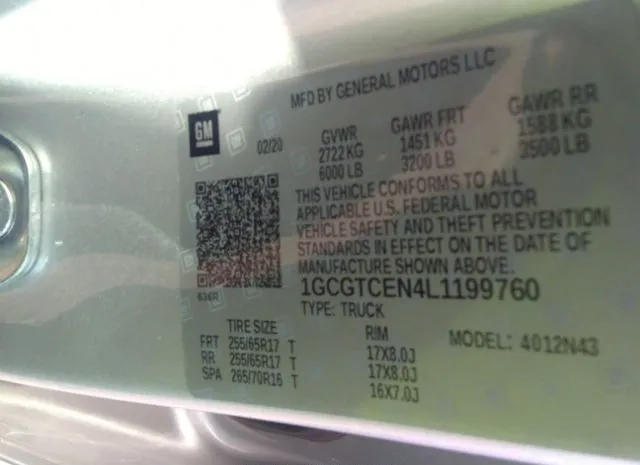 MFD BY GENERAL MOTORS LLC
GM
02/20
GVWR GAWR FRT GAWR RR
2722 KG 1451 KG 1588 KG
6000 LB 3200 LB 3500 LB
THIS VEHICLE CONFORMS TO ALL
APPLICABLE U.S. FEDERAL MOTOR
VEHICLE SAFETY AND THEFT PREVENTION
STANDARDS IN EFFECT ON THE DATE OF
MANUFACTURE SHOWN ABOVE.
1GCGTCEN4L1199760
TYPE: TRUCK
MODEL: 4012N43
TIRE SIZE RIM
FRT 255/65R17 T 17X8.0J
RR 255/65R17 T 17X8.0J
SPA 265/70R16 T 16X7.0J